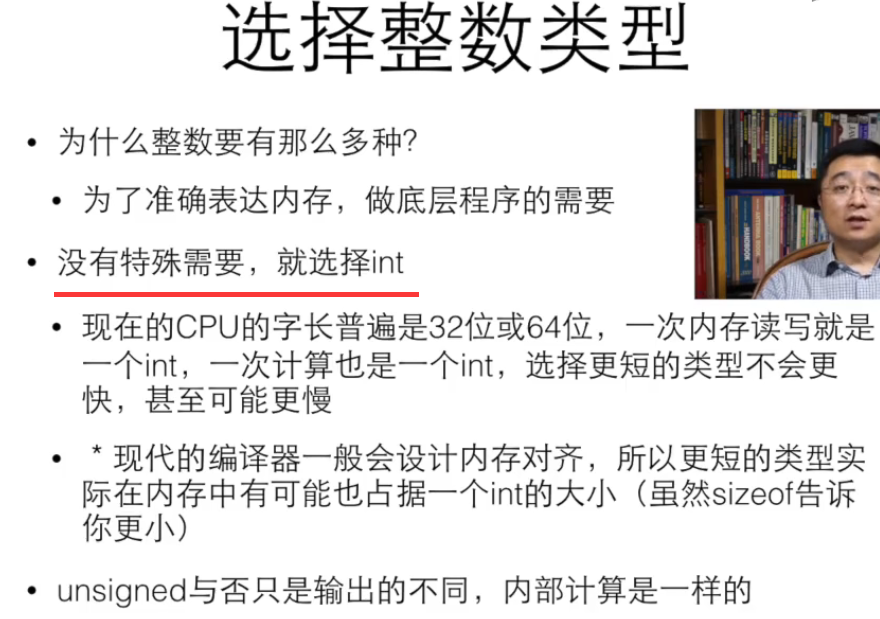 选择整数类型
• 为什么整数要有那么多种?
• 为了准确表达内存，做底层程序的需要
• 没有特殊需要，就选择int
• 现在的CPU的字长普遍是32位或64位，一次内存读写就是
一个int，一次计算也是一个int，选择更短的类型不会更
快，甚至可能更慢
• * 现代的编译器一般会设计内存对齐，所以更短的类型实
际在内存中有可能也占据一个int的大小（虽然sizeof告诉
你更小）
• unsigned与否只是输出的不同，内部计算是一样的
HANDBOOK